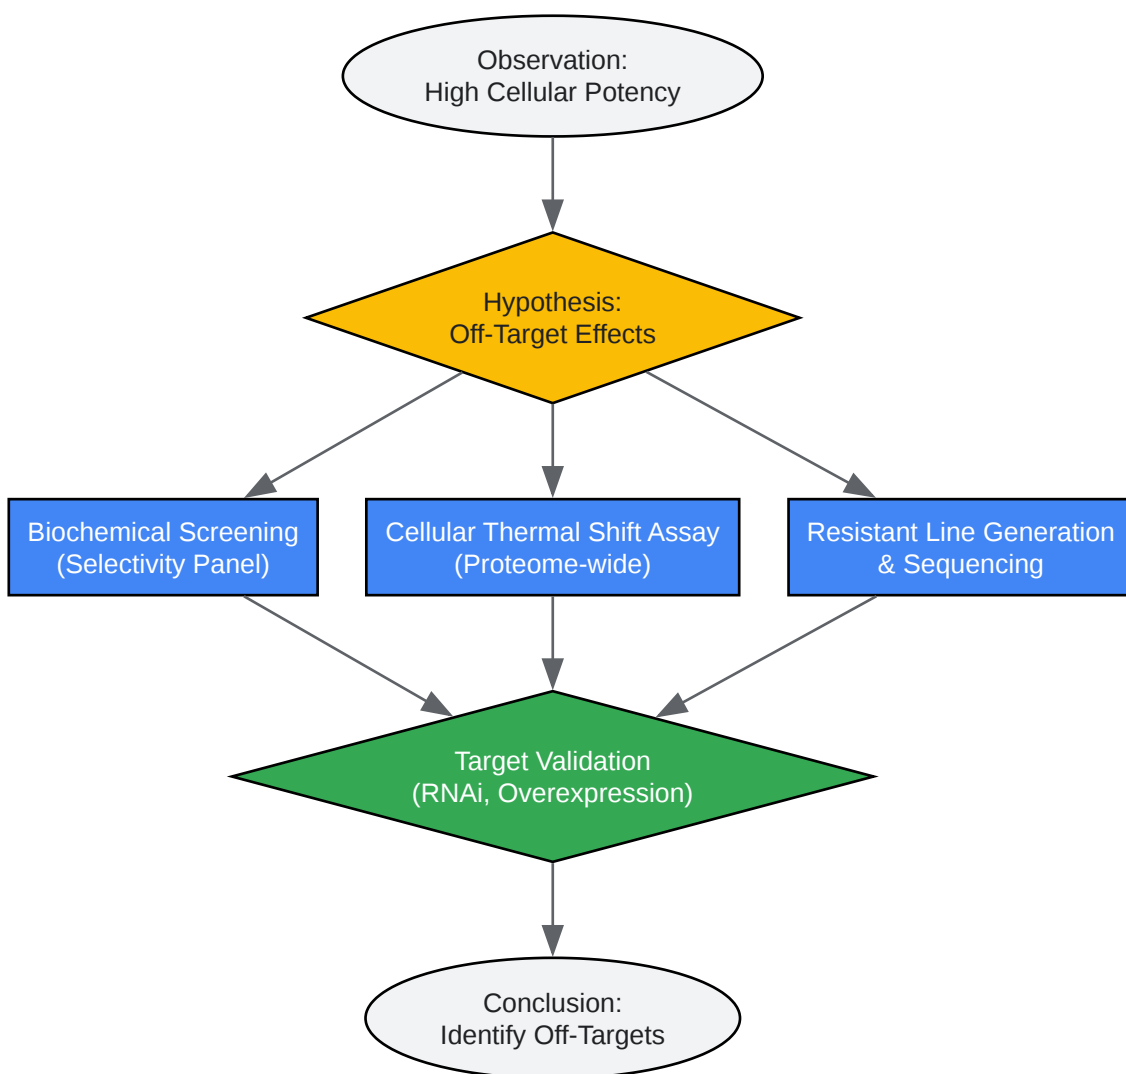 Observation:
High Cellular Potency
Hypothesis:
Off-Target Effects
Biochemical Screening
(Selectivity Panel)
Cellular Thermal Shift Assay
(Proteome-wide)
Resistant Line Generation
& Sequencing
Target Validation
(RNAi, Overexpression)
Conclusion:
Identify Off-Targets